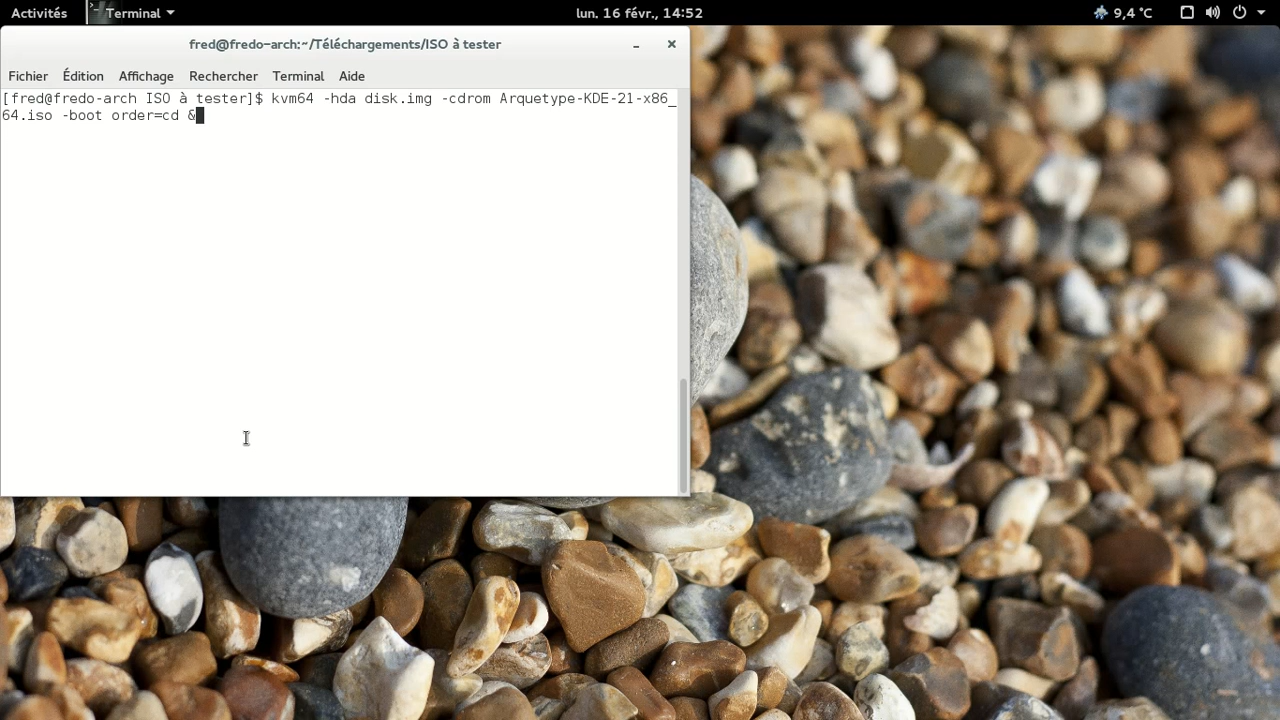 Activités Terminal lun. 16 févr., 14:52 9,4 °C
fred@fredo-arch:~/Téléchargements/ISO à tester
Fichier Édition Affichage Rechercher Terminal Aide
[fred@fredo-arch ISO à tester]$ kvm64 -hda disk.img -cdrom Arquetype-KDE-21-x86_
64.iso -boot order=cd &